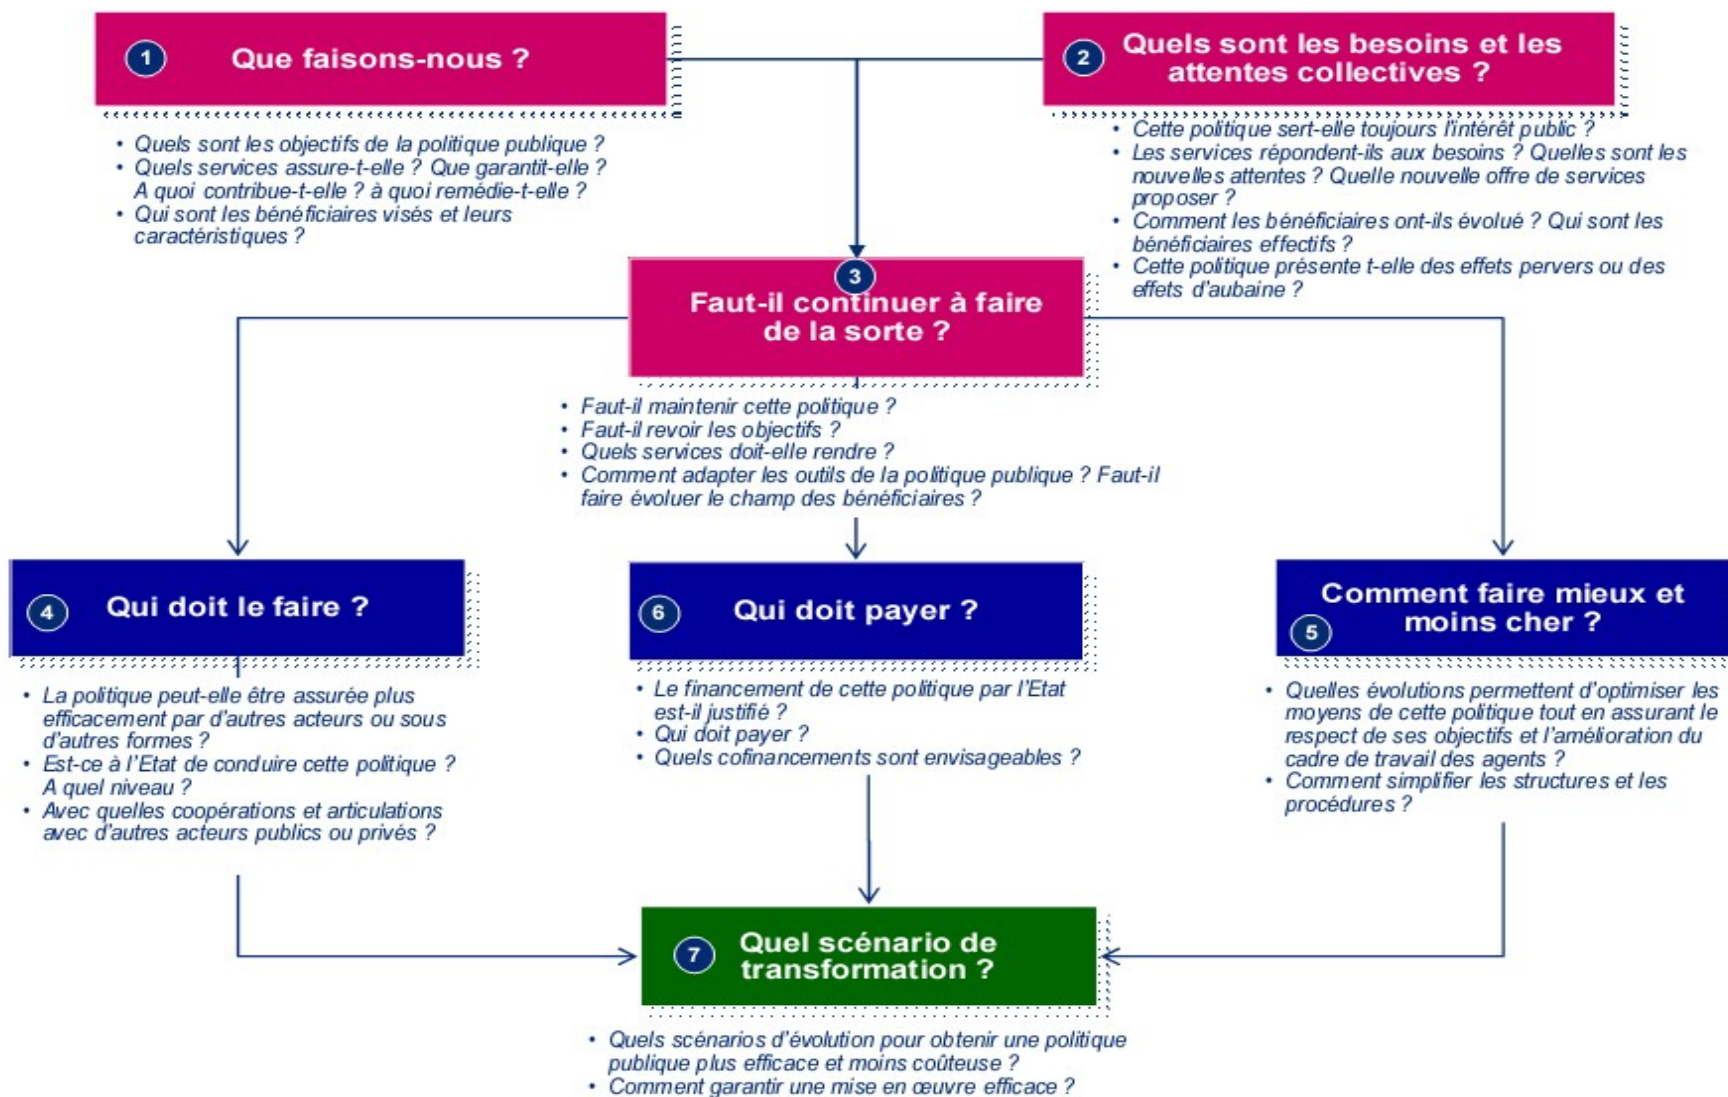 1
Que faisons-nous ?
2
Quels sont les besoins et les
attentes collectives ?
• Quels sont les objectifs de la politique publique ?
• Quels services assure-t-elle ? Que garantit-elle ?
A quoi contribue-t-elle ? à quoi remédie-t-elle ?
• Qui sont les bénéficiaires visés et leurs
caractéristiques ?
• Cette politique sert-elle toujours l'intérêt public ?
• Les services répondent-ils aux besoins ? Quelles sont les
nouvelles attentes ? Quelle nouvelle offre de services
proposer ?
• Comment les bénéficiaires ont-ils évolué ? Qui sont les
bénéficiaires effectifs ?
• Cette politique présente t-elle des effets pervers ou des
effets d'aubaine ?
3
Faut-il continuer à faire
de la sorte ?
• Faut-il maintenir cette politique ?
• Faut-il revoir les objectifs ?
• Quels services doit-elle rendre ?
• Comment adapter les outils de la politique publique ? Faut-il
faire évoluer le champ des bénéficiaires ?
4
Qui doit le faire ?
• La politique peut-elle être assurée plus
efficacement par d'autres acteurs ou sous
d'autres formes ?
• Est-ce à l'Etat de conduire cette politique ?
A quel niveau ?
• Avec quelles coopérations et articulations
avec d'autres acteurs publics ou privés ?
6
Qui doit payer ?
• Le financement de cette politique par l'Etat
est-il justifié ?
• Qui doit payer ?
• Quels cofinancements sont envisageables ?
5
Comment faire mieux et
moins cher ?
• Quelles évolutions permettent d'optimiser les
moyens de cette politique tout en assurant le
respect de ses objectifs et l'amélioration du
cadre de travail des agents ?
• Comment simplifier les structures et les
procédures ?
7
Quel scénario de
transformation ?
• Quels scénarios d'évolution pour obtenir une politique
publique plus efficace et moins coûteuse ?
• Comment garantir une mise en œuvre efficace ?